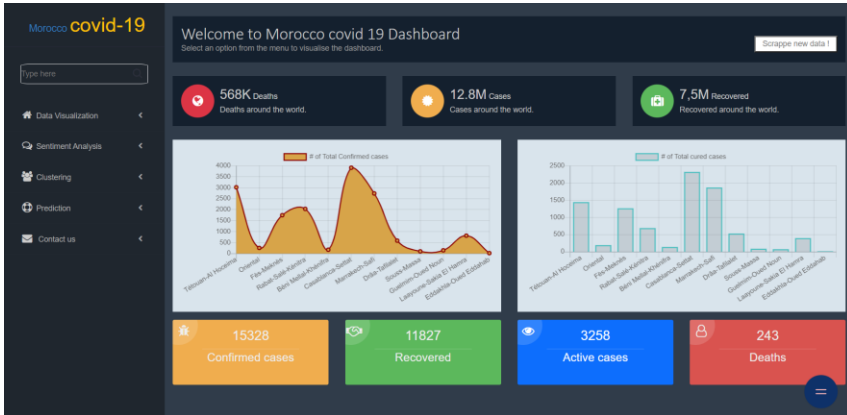 Morocco covid-19
Type here
Data Visualization
Sentiment Analysis
Clustering
Prediction
Contact us
Welcome to Morocco covid 19 Dashboard
Select an option from the menu to visualise the dashboard.
Scrappe new data !
568K Deaths
Deaths around the world.
12.8M Cases
Cases around the world.
7,5M Recovered
Recovered around the world.
# of Total Confirmed cases
4000
3500
3000
2500
2000
1500
1000
500
0
Tétouan-Al Hoceima
Oriental
Fès-Meknès
Rabat-Salé-Kénitra
Béni Mellal-Khénifra
Casablanca-Settat
Marrakech-Safi
Drâa-Tafilalet
Souss-Massa
Guelmim-Oued Noun
Laayoune-Sakia El Hamra
Eddakhla-Oued Eddahab
# of Total cured cases
2500
2000
1500
1000
500
0
Tétouan-Al Hoceima
Oriental
Fès-Meknès
Rabat-Salé-Kénitra
Béni Mellal-Khénifra
Casablanca-Settat
Marrakech-Safi
Drâa-Tafilalet
Souss-Massa
Guelmim-Oued Noun
Laayoune-Sakia El Hamra
Eddakhla-Oued Eddahab
15328
Confirmed cases
11827
Recovered
3258
Active cases
243
Deaths